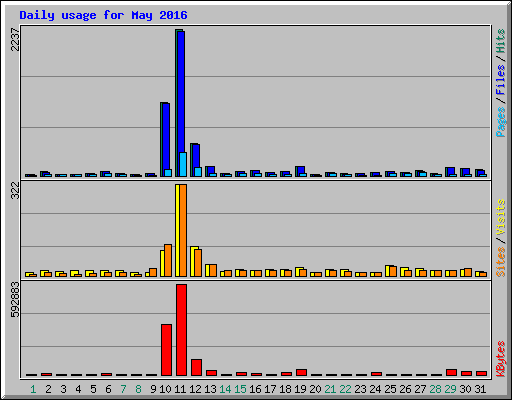 Daily usage for May 2016
2237
Pages / Files / Hits
322
Sites / Visits
592883
KBytes
1 2 3 4 5 6 7 8 9 10 11 12 13 14 15 16 17 18 19 20 21 22 23 24 25 26 27 28 29 30 31